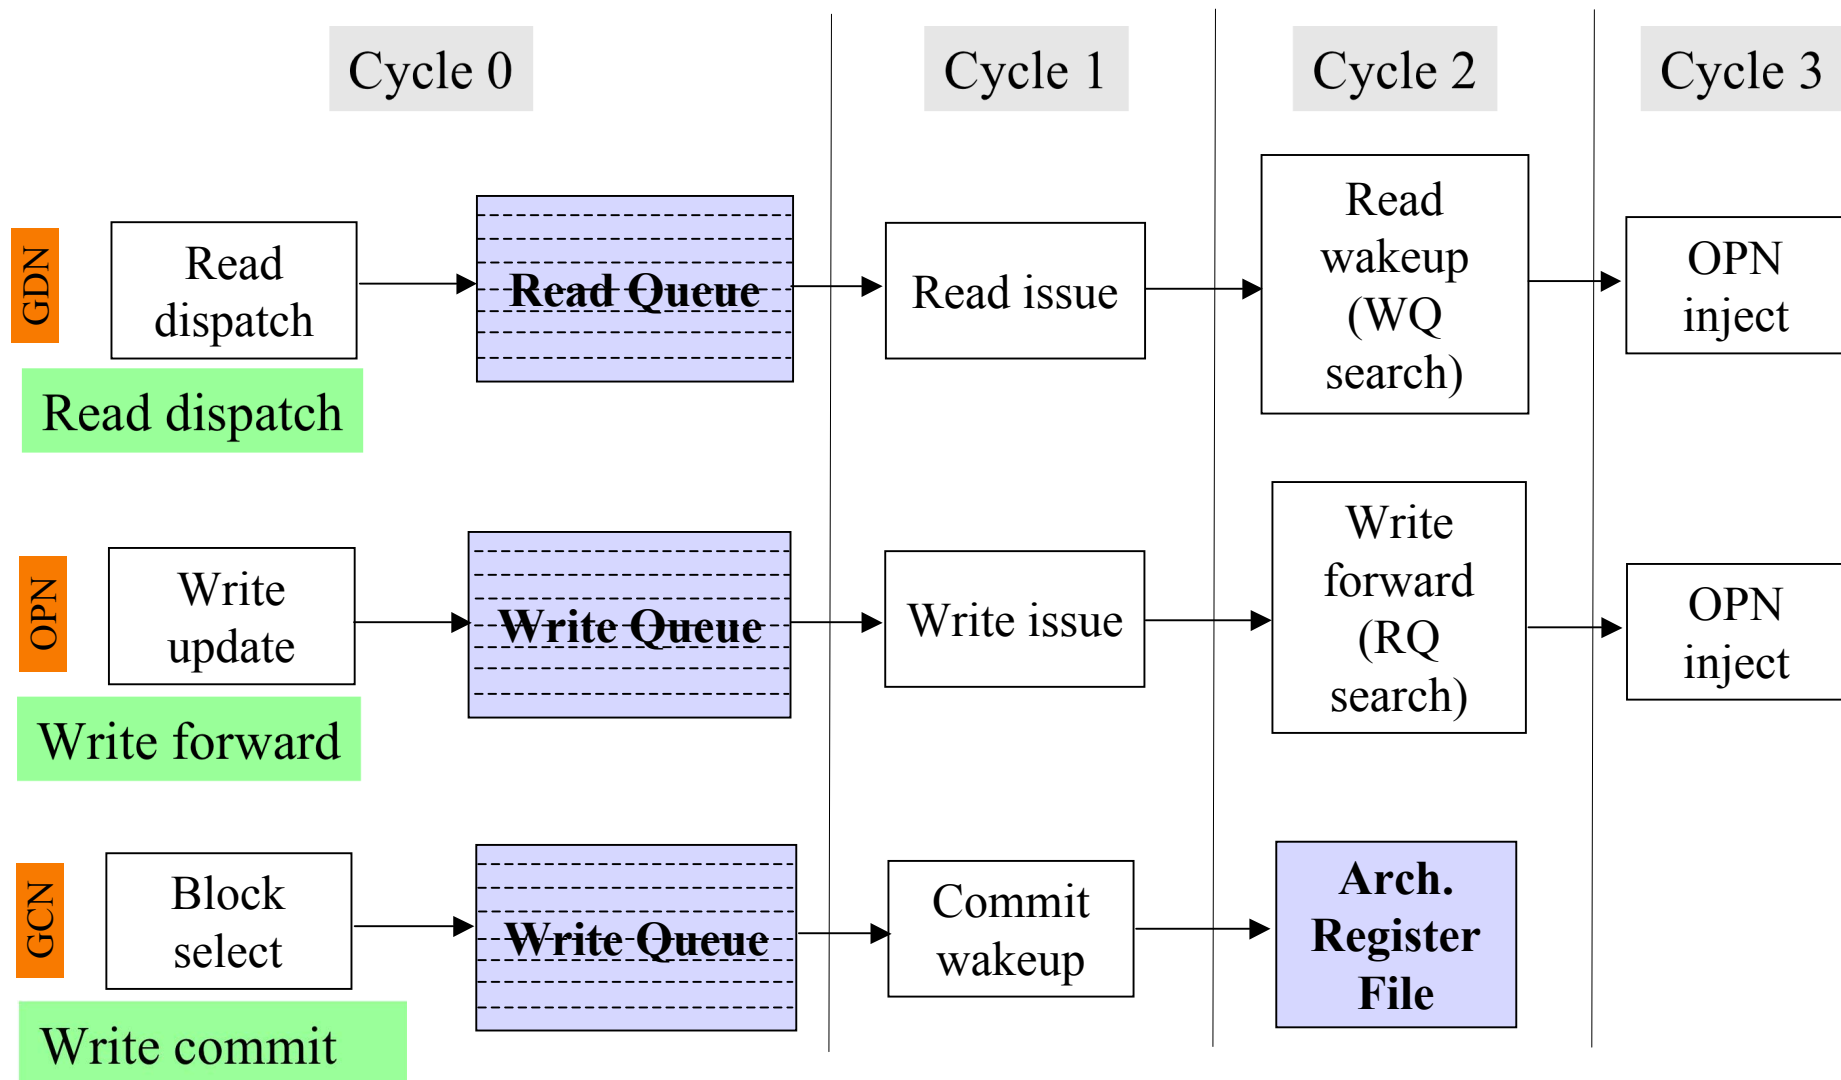 Cycle 0
Cycle 1
Cycle 2
Cycle 3
GDN
Read
dispatch
Read Queue
Read issue
Read
wakeup
(WQ
search)
OPN
inject
Read dispatch
OPN
Write
update
Write Queue
Write issue
Write
forward
(RQ
search)
OPN
inject
Write forward
GCN
Block
select
Write Queue
Commit
wakeup
Arch.
Register
File
Write commit